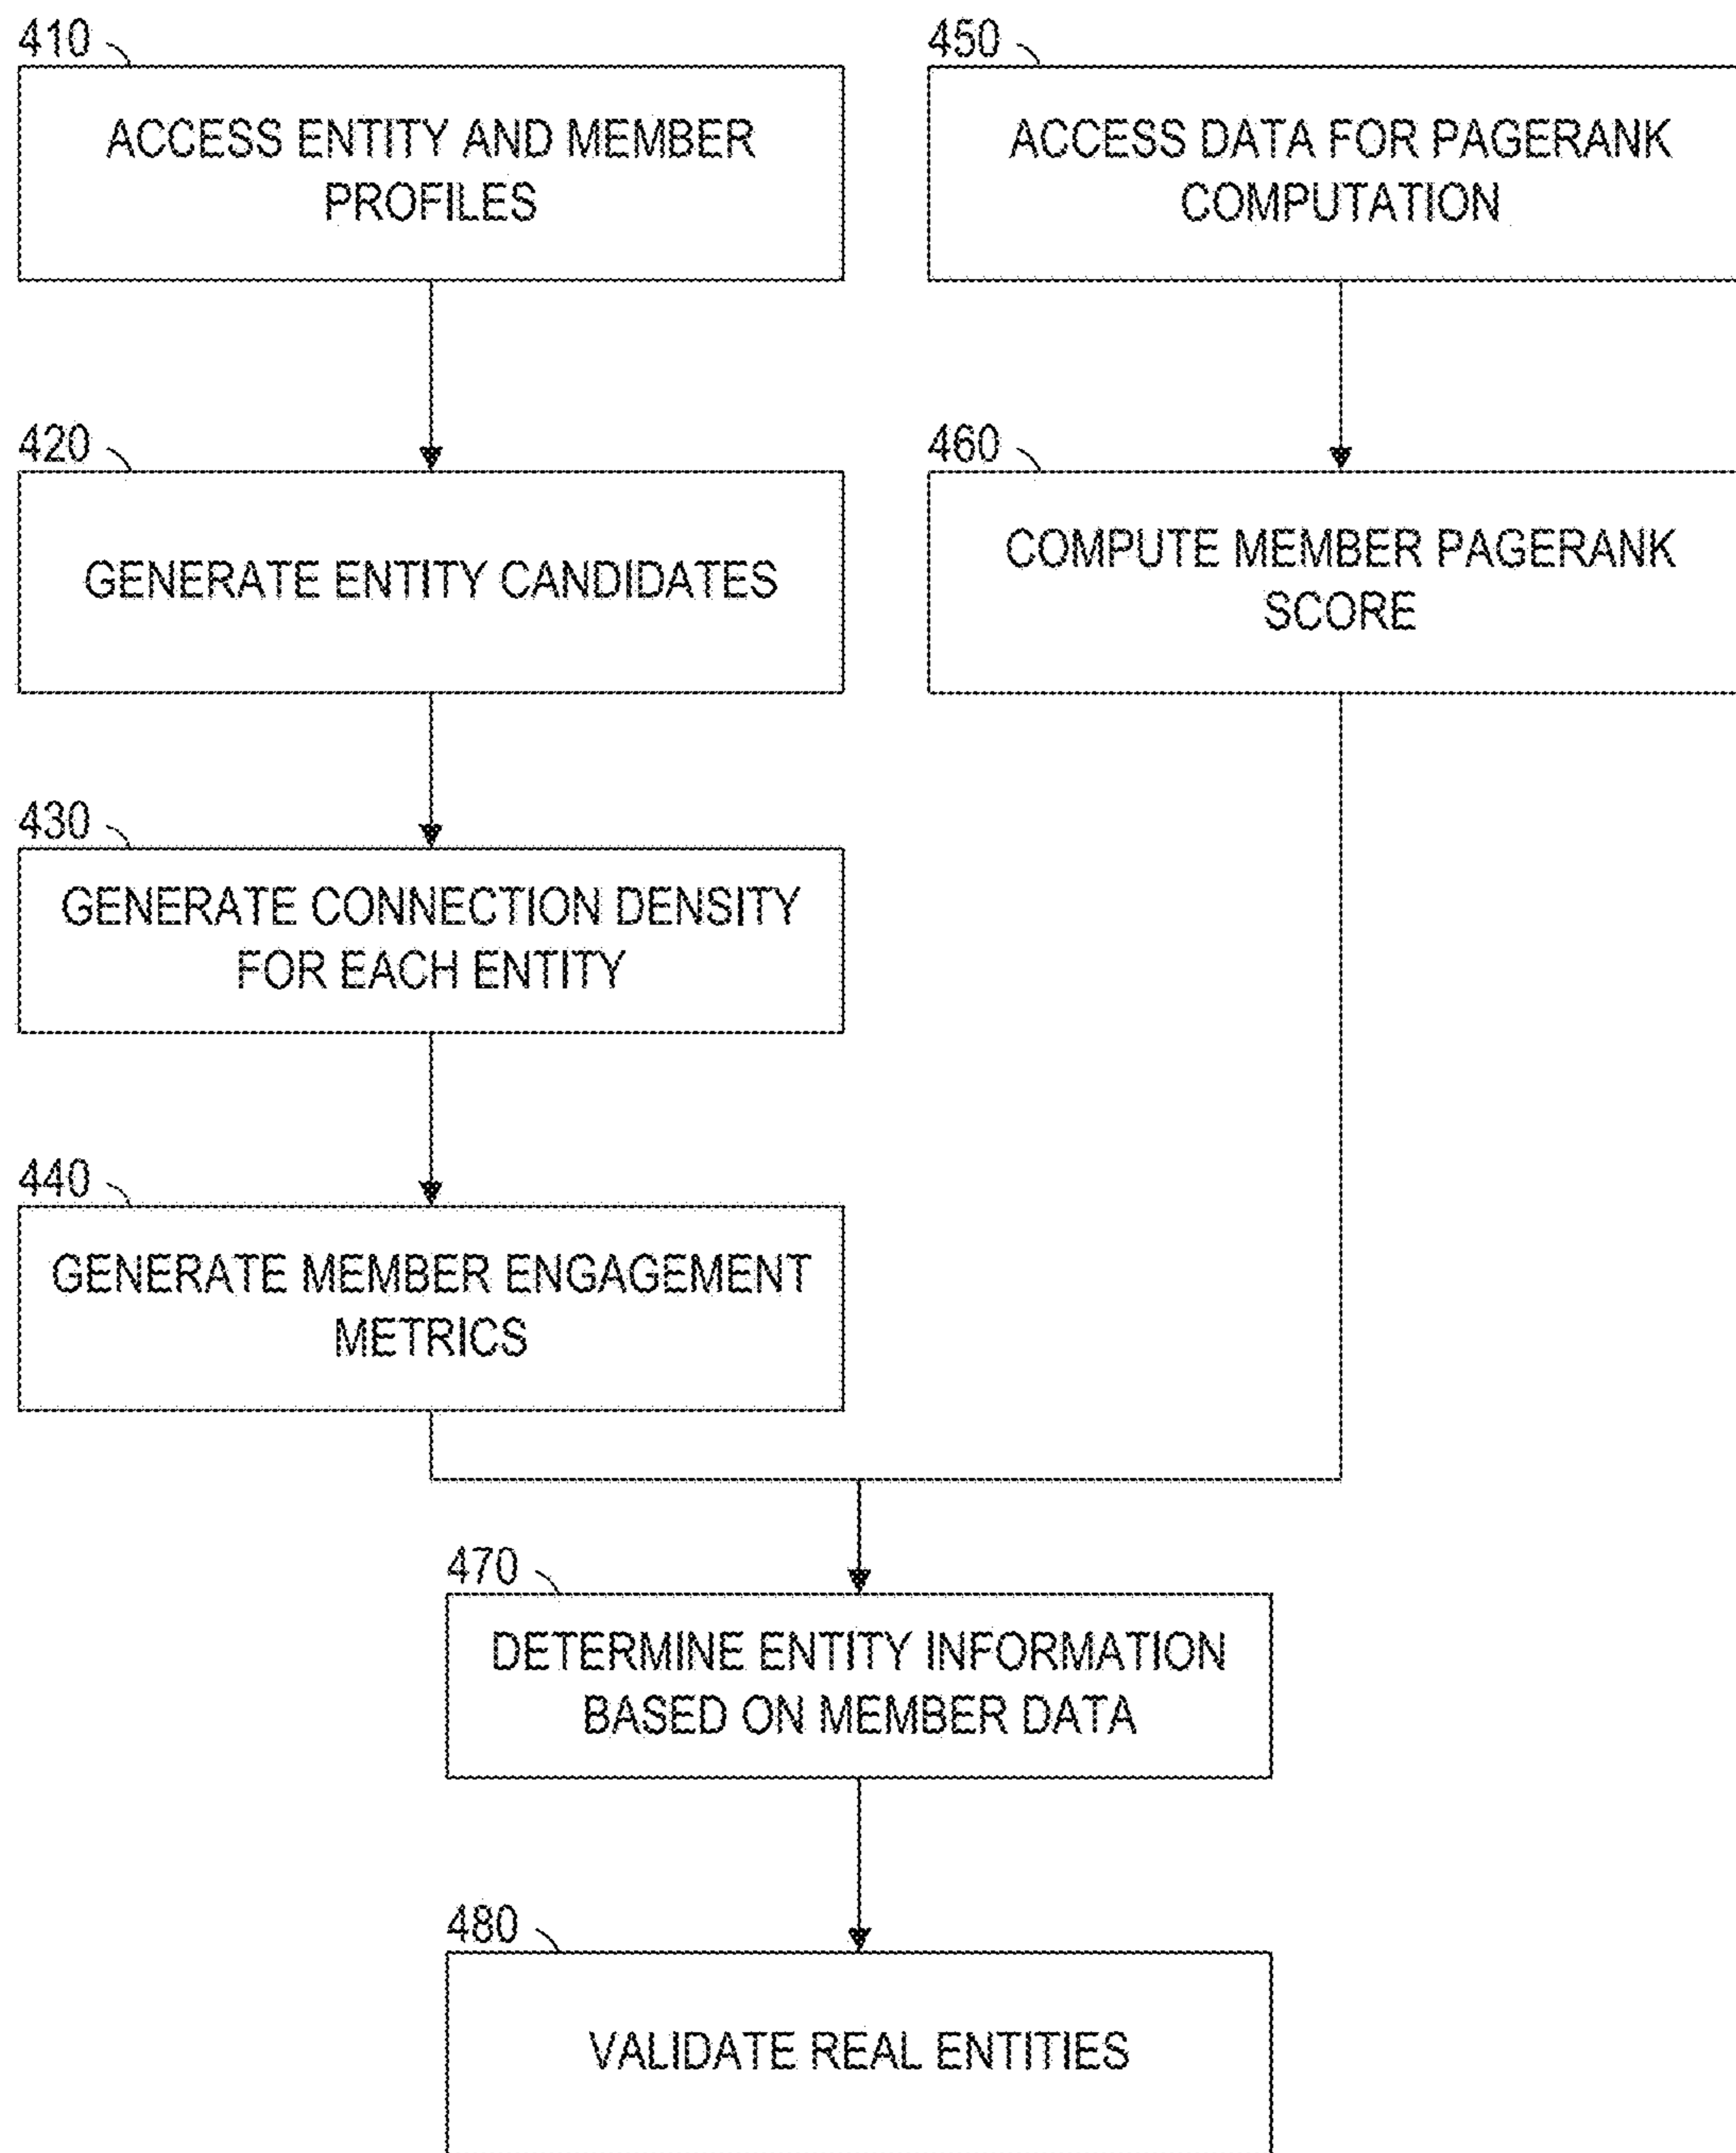 410
ACCESS ENTITY AND MEMBER
PROFILES
450
ACCESS DATA FOR PAGERANK
COMPUTATION
420
GENERATE ENTITY CANDIDATES
460
COMPUTE MEMBER PAGERANK
SCORE
430
GENERATE CONNECTION DENSITY
FOR EACH ENTITY
440
GENERATE MEMBER ENGAGEMENT
METRICS
470
DETERMINE ENTITY INFORMATION
BASED ON MEMBER DATA
480
VALIDATE REAL ENTITIES